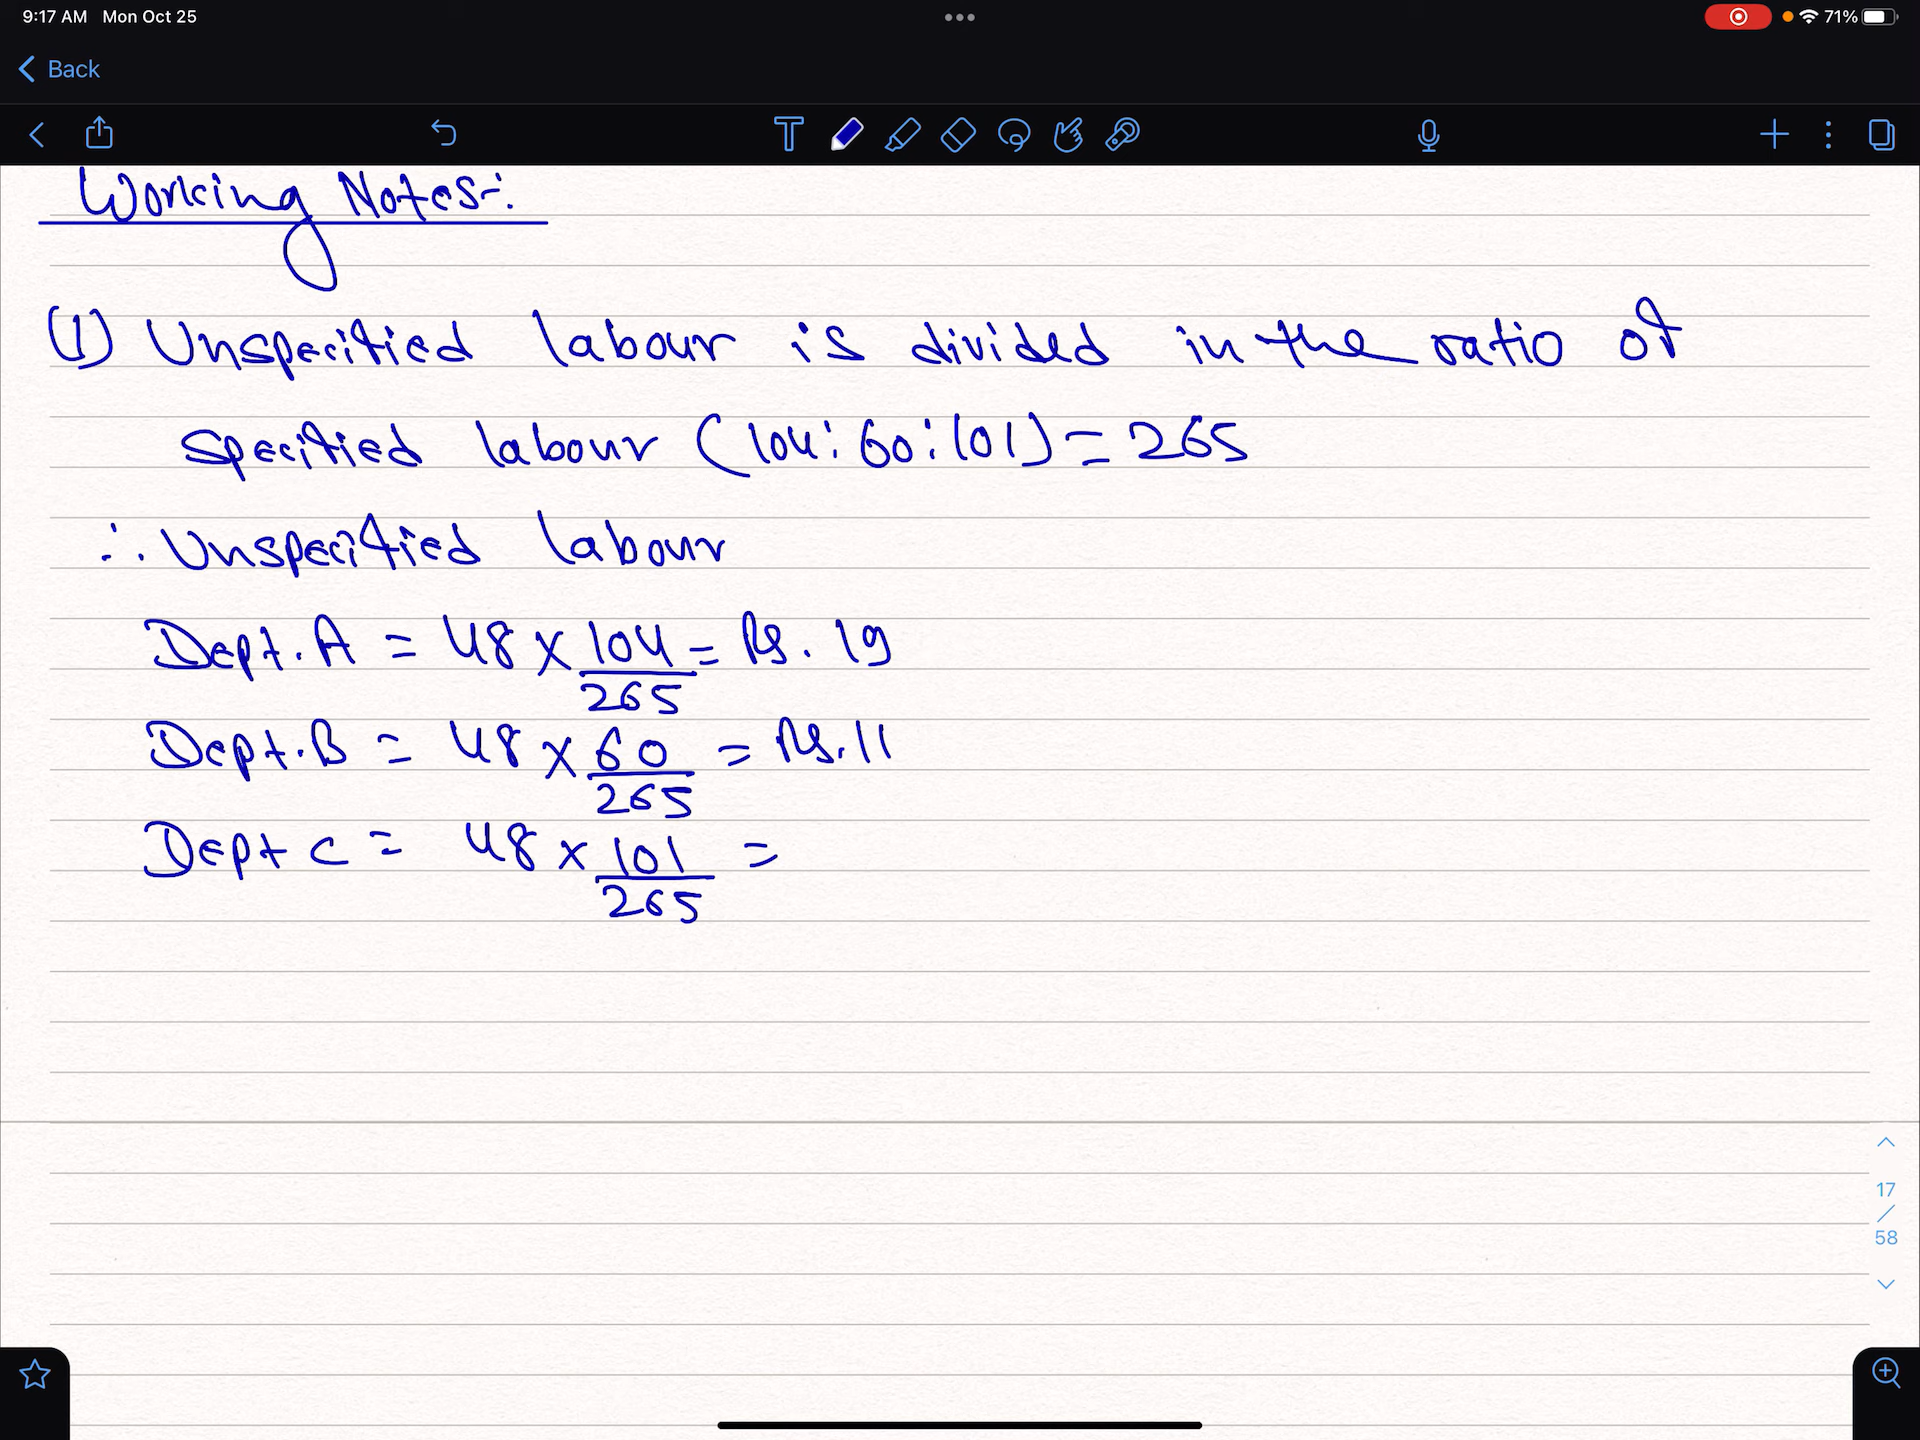 9:17 AM Mon Oct 25
71%
Back
Working Notes:-
(1) Unspecified labour is divided in the ratio of
specified labour (104:60:101) = 265
∴ Unspecified labour
Dept. A = 48 × 104/265 = Rs. 19
Dept. B = 48 × 60/265 = Rs. 11
Dept C = 48 × 101/265 =
17
/
58